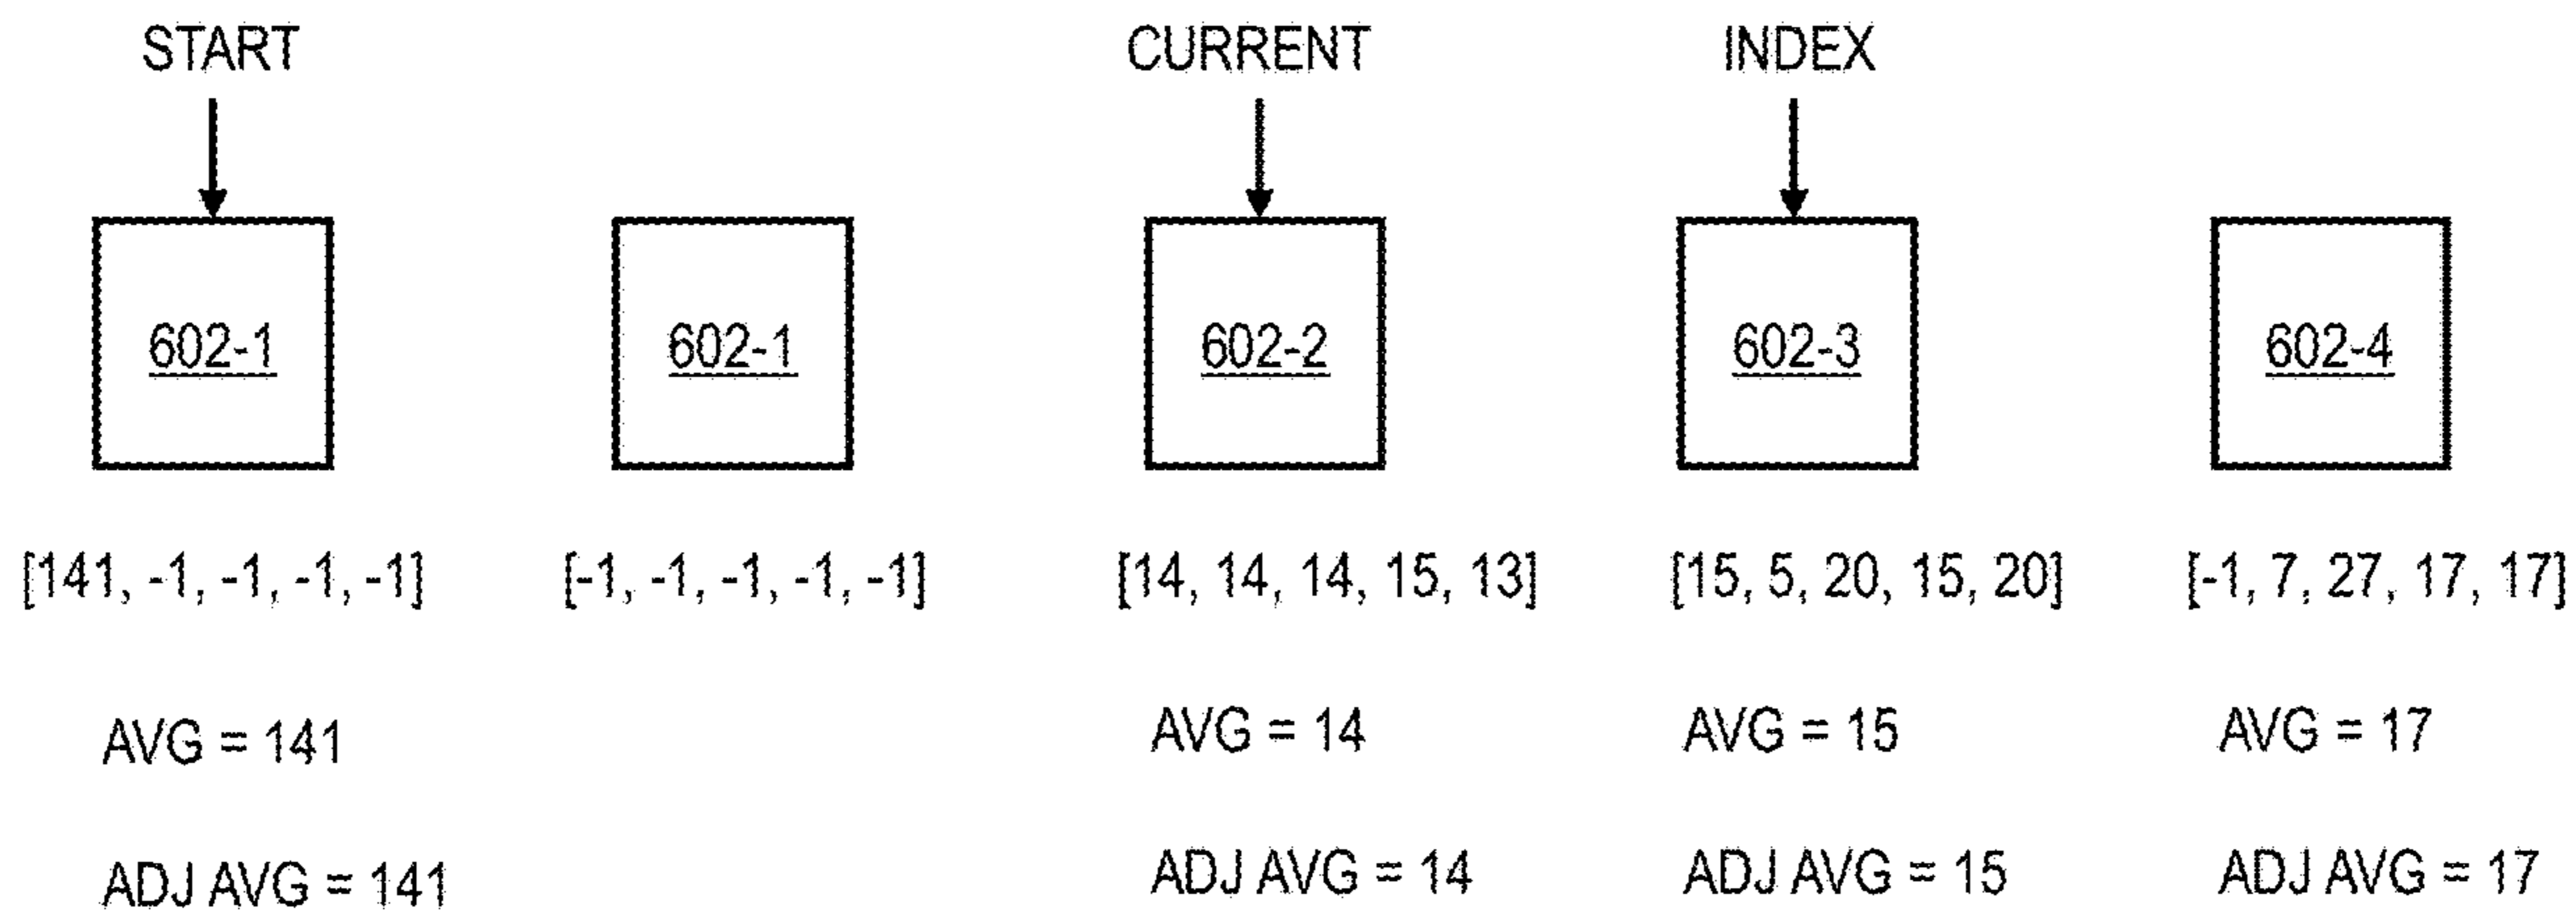 START CURRENT INDEX
602-1 602-1 602-2 602-3 602-4
[141, -1, -1, -1, -1] [-1, -1, -1, -1, -1] [14, 14, 14, 15, 13] [15, 5, 20, 15, 20] [-1, 7, 27, 17, 17]
AVG = 141 AVG = 14 AVG = 15 AVG = 17
ADJ AVG = 141 ADJ AVG = 14 ADJ AVG = 15 ADJ AVG = 17